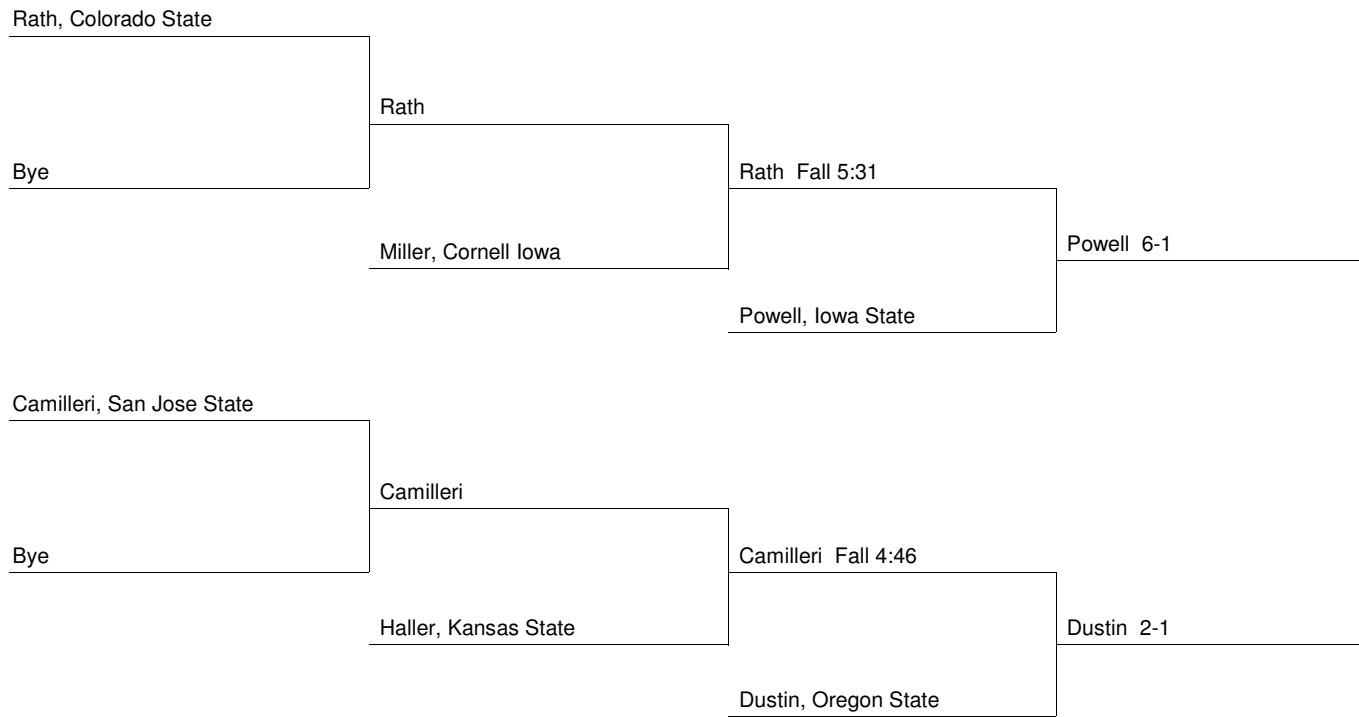 Rath, Colorado State
Rath
Bye
Rath  Fall 5:31
Miller, Cornell Iowa
Powell  6-1
Powell, Iowa State
Camilleri, San Jose State
Camilleri
Bye
Camilleri  Fall 4:46
Haller, Kansas State
Dustin  2-1
Dustin, Oregon State